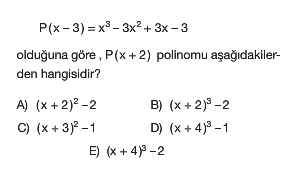 P(x − 3) = x³ − 3x² + 3x − 3
olduğuna göre , P(x + 2) polinomu aşağıdakiler-
den hangisidir?
A) (x + 2)² − 2 B) (x + 2)³ − 2
C) (x + 3)² − 1 D) (x + 4)³ − 1
E) (x + 4)³ − 2